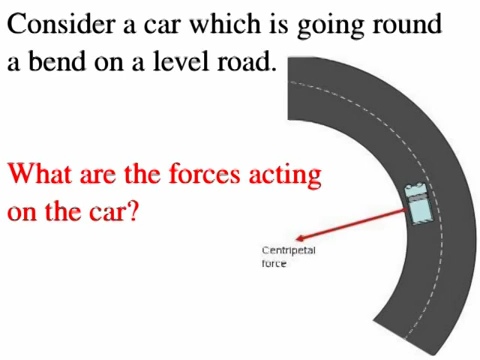 Consider a car which is going round
a bend on a level road.
What are the forces acting
on the car?
Centripetal
force